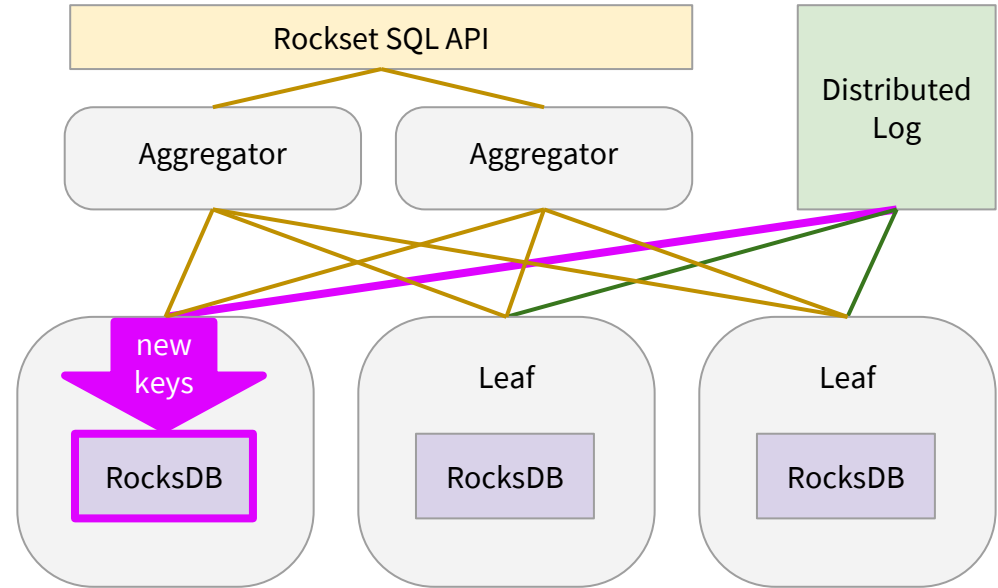 Rockset SQL API
Distributed
Log
Aggregator
Aggregator
new
keys
Leaf
Leaf
RocksDB
RocksDB
RocksDB